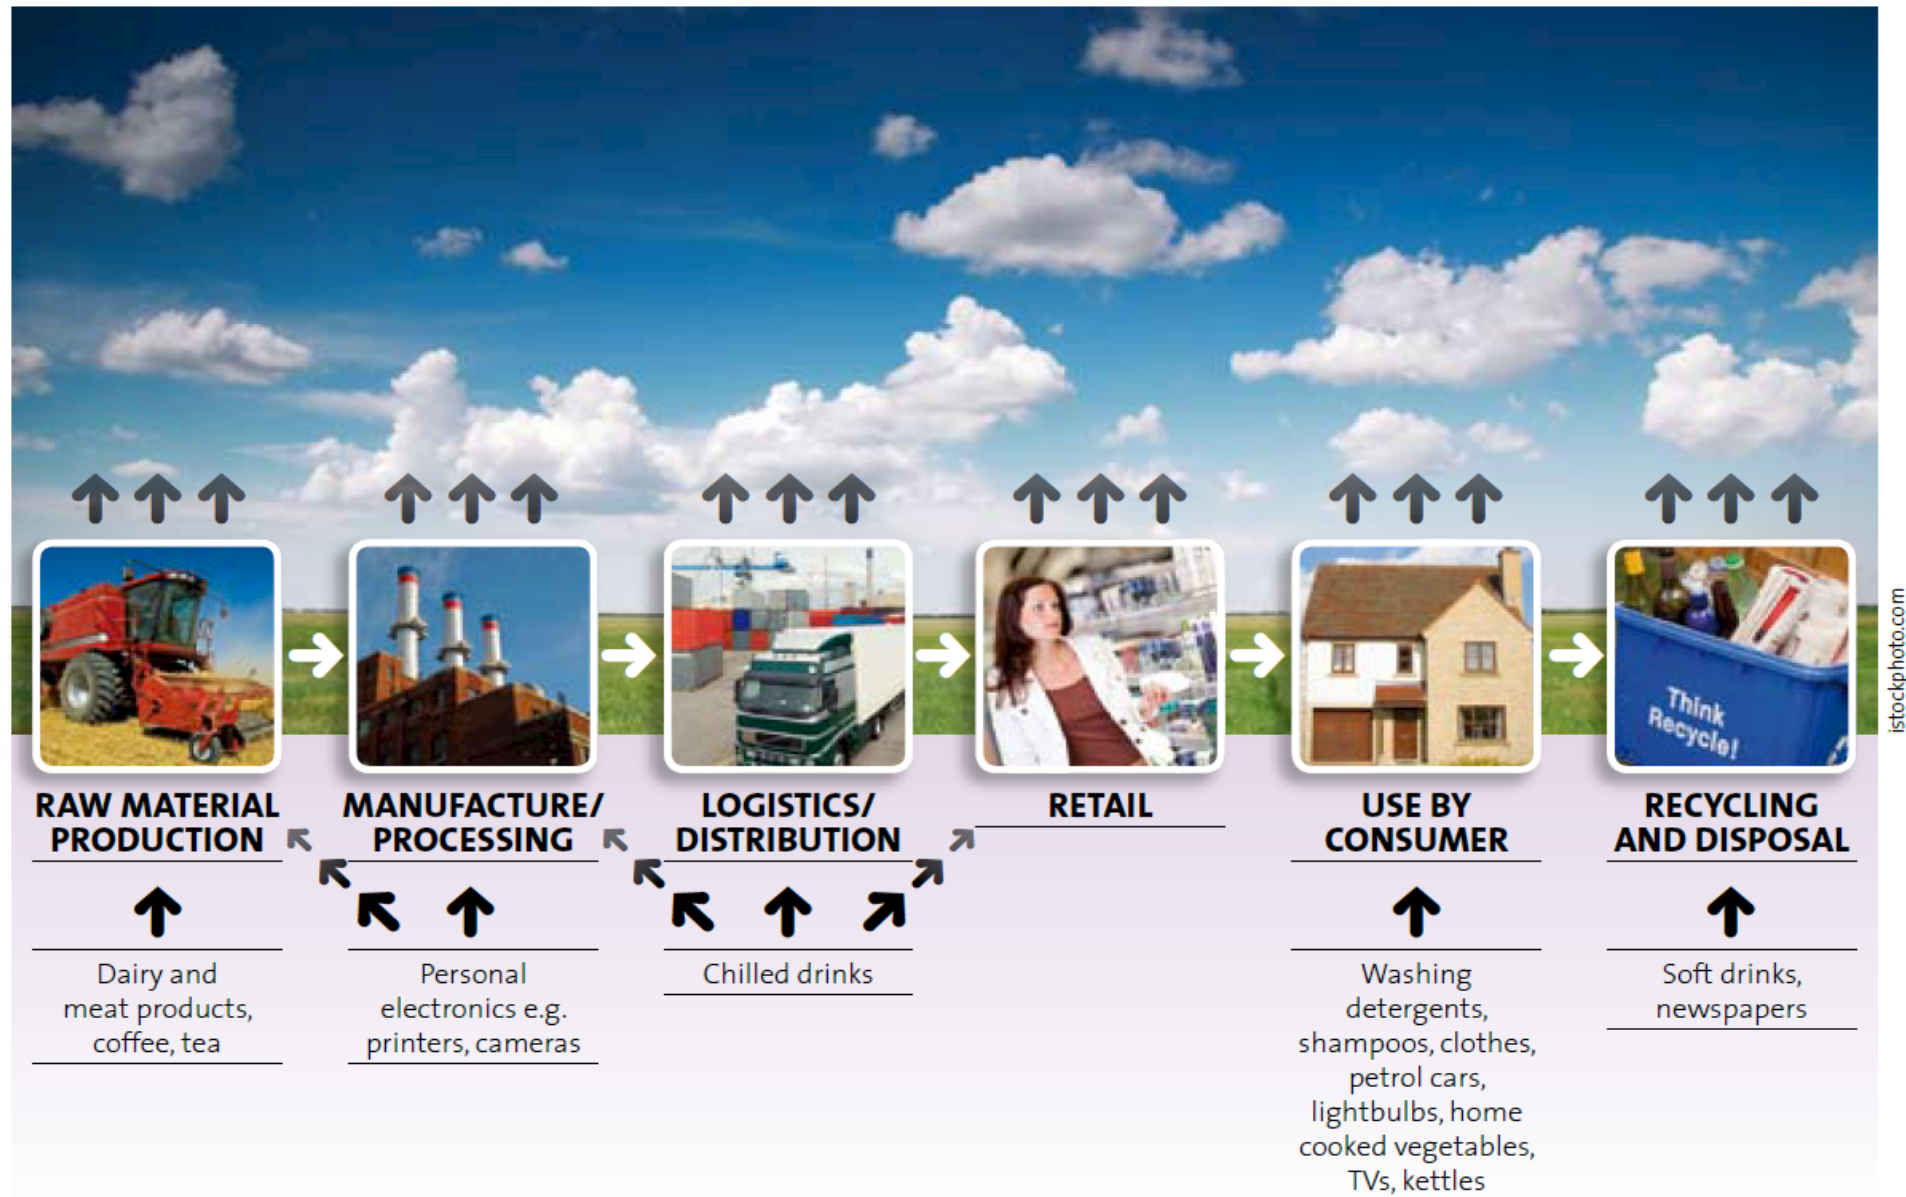 Think
Recycle!
istockphoto.com
RAW MATERIAL
PRODUCTION
MANUFACTURE/
PROCESSING
LOGISTICS/
DISTRIBUTION
RETAIL
USE BY
CONSUMER
RECYCLING
AND DISPOSAL
Dairy and
meat products,
coffee, tea
Personal
electronics e.g.
printers, cameras
Chilled drinks
Washing
detergents,
shampoos, clothes,
petrol cars,
lightbulbs, home
cooked vegetables,
TVs, kettles
Soft drinks,
newspapers